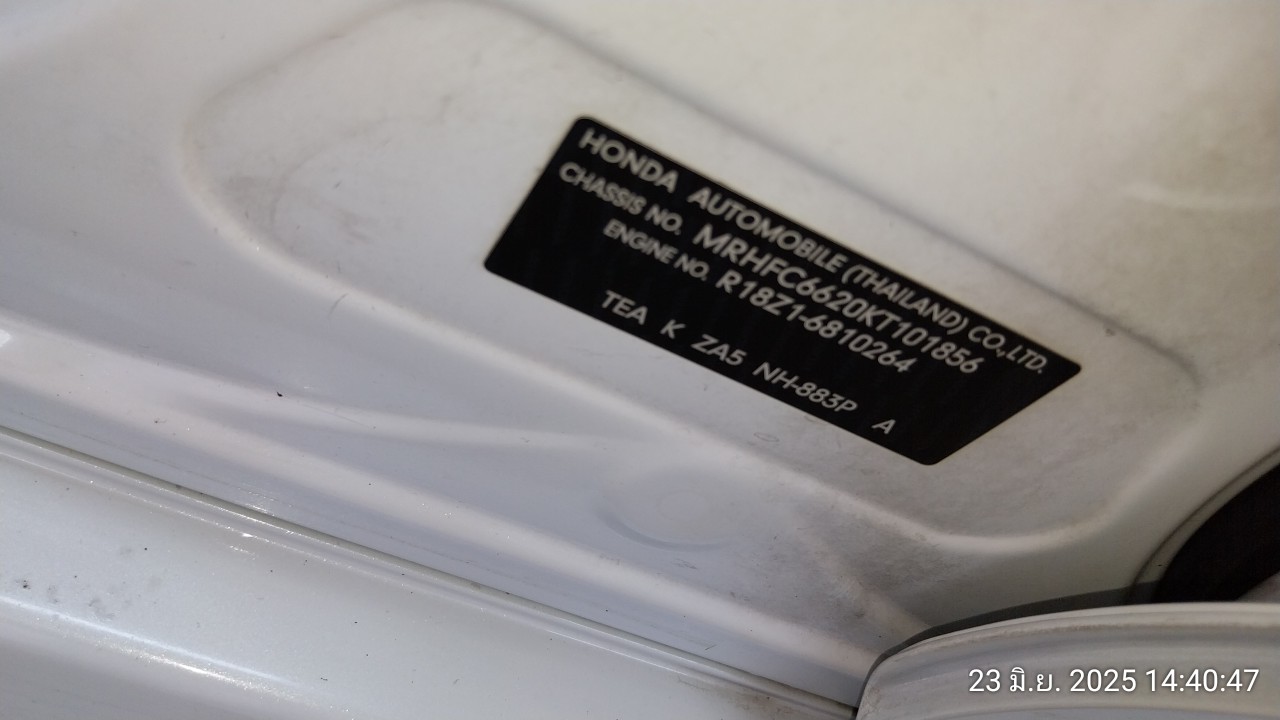 HONDA AUTOMOBILE (THAILAND) CO.,LTD.
CHASSIS NO. MRHFC6620KT101856
ENGINE NO. R18Z1-6810264
TEA K ZA5 NH-883P A
23 มิ.ย. 2025 14:40:47